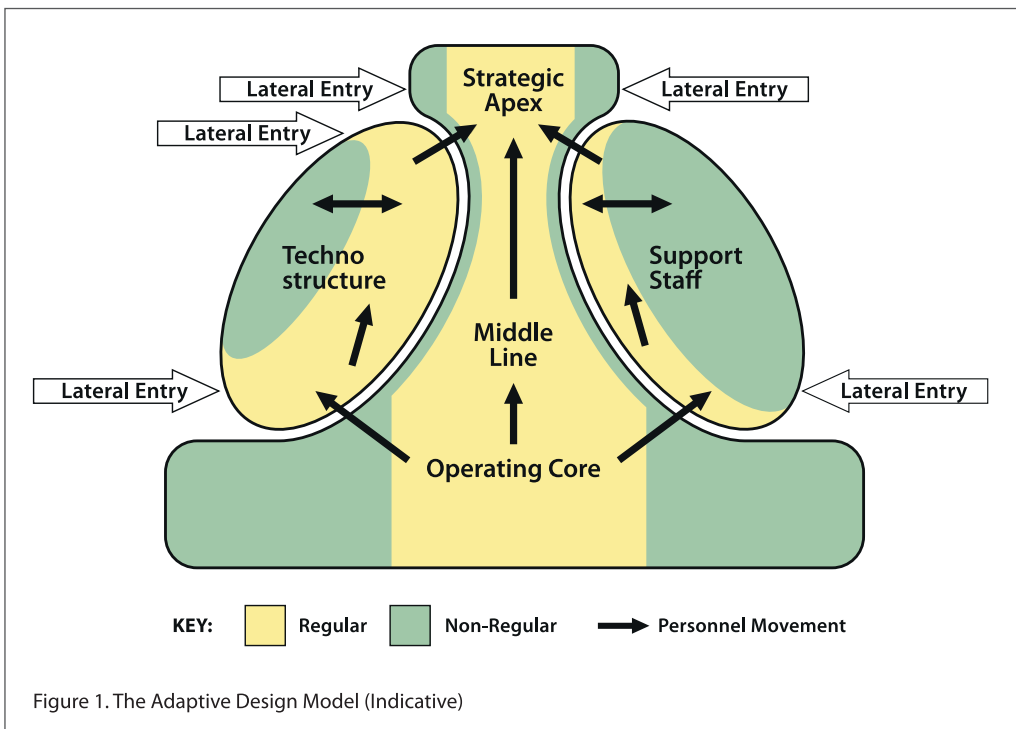 Strategic
Apex
Lateral Entry
Lateral Entry
Lateral Entry
Techno
structure
Support
Staff
Middle
Line
Lateral Entry
Lateral Entry
Operating Core
KEY: Regular Non-Regular Personnel Movement
Figure 1. The Adaptive Design Model (Indicative)